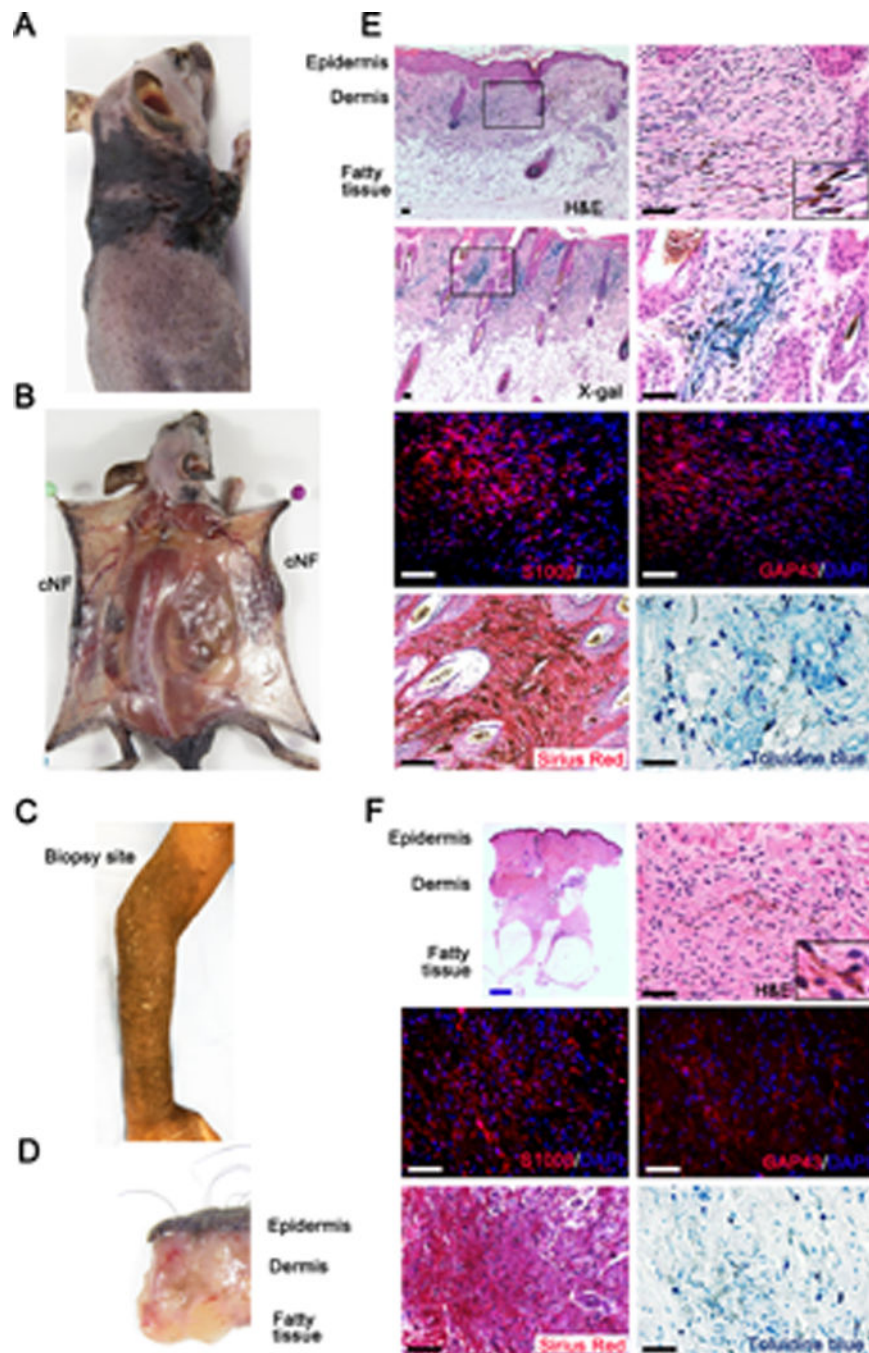 A
B
cNF
cNF
C
Biopsy site
D
Epidermis
Dermis
Fatty
tissue
E
Epidermis
Dermis
Fatty
tissue
H&E
X-gal
S100β/DAPI
GAP43/DAPI
Sirius Red
Toluidine blue
F
Epidermis
Dermis
Fatty
tissue
H&E
S100β/DAPI
GAP43/DAPI
Sirius Red
Toluidine blue